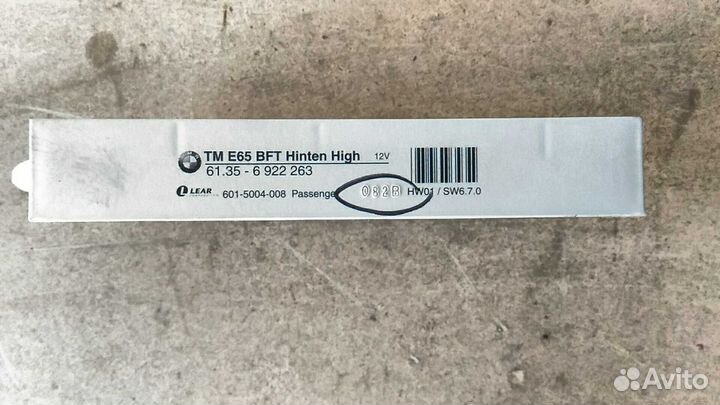 TM E65 BFT Hinten High 12V
61.35 - 6 922 263
LEAR 601-5004-008 Passenge 082R HW01 / SW6.7.0
Avito